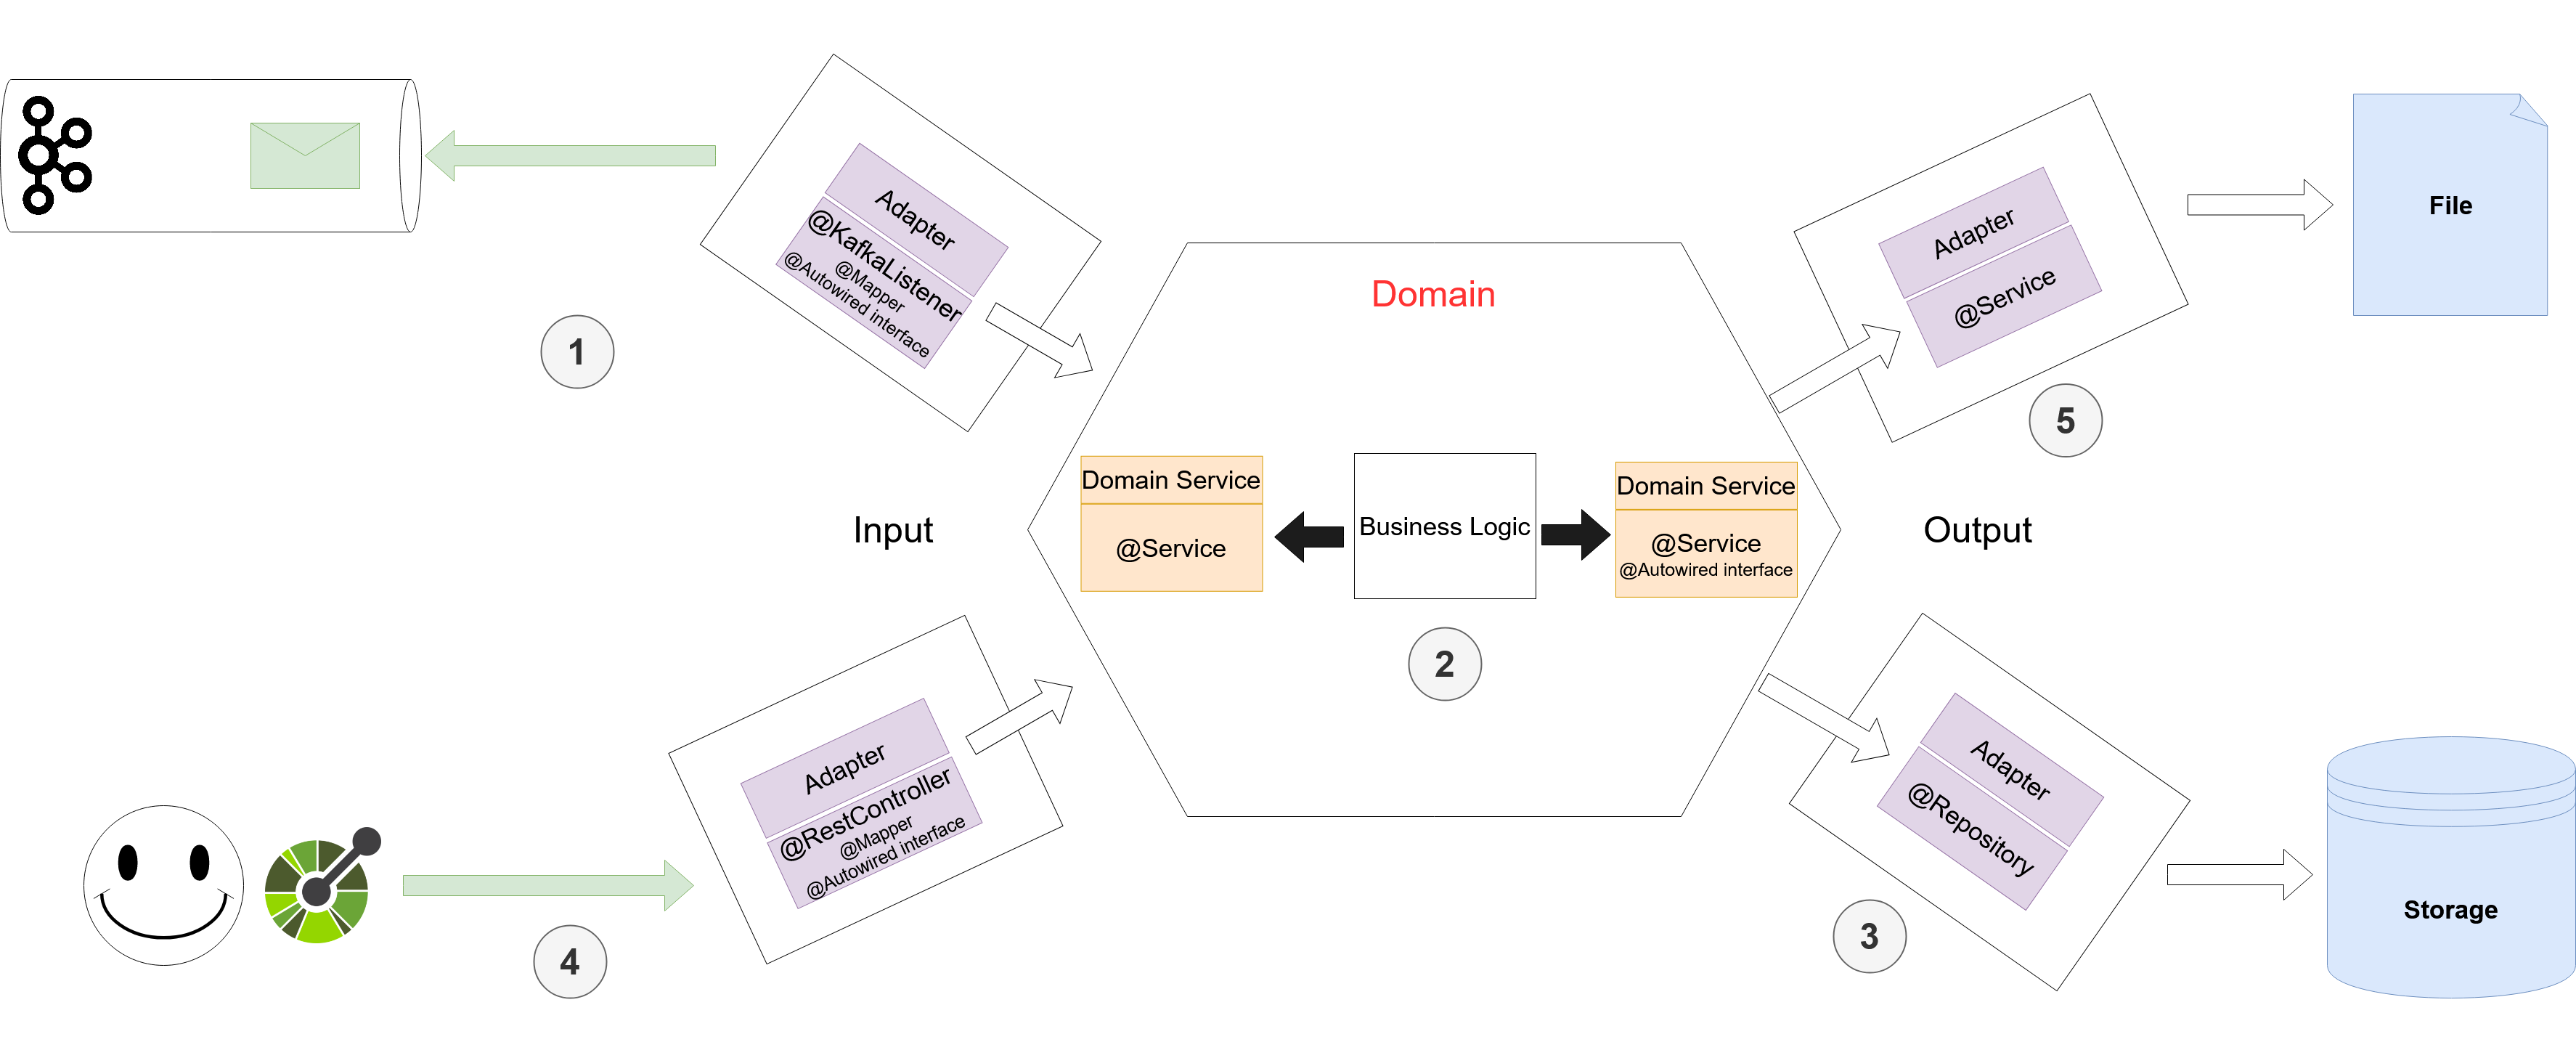 Adapter
@KafkaListener
@Mapper
@Autowired interface
1
Domain
Adapter
@Service
File
5
Input
Domain Service
@Service
Business Logic
Domain Service
@Service
@Autowired interface
2
Output
Adapter
@RestController
@Mapper
@Autowired interface
4
Adapter
@Repository
3
Storage